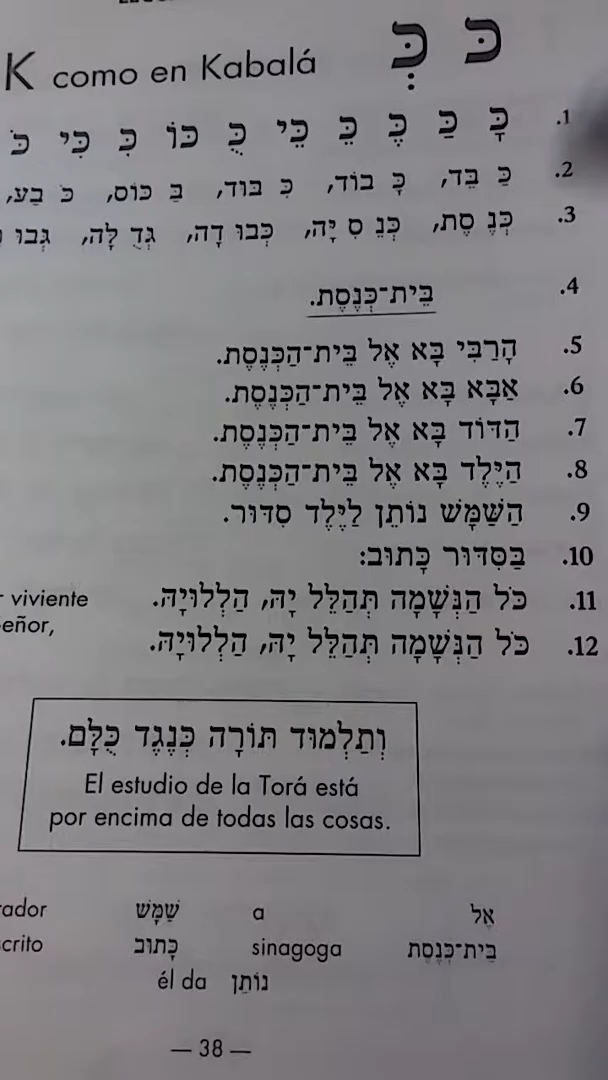 K como en Kabalá כּ כְּ
1. כָּ כַּ כֶּ כֵּ כֵּי כֻּ כּוֹ כִּ כִּי כֹּ
2. כַּ בֵּד, כָּ בוֹד, כִּ בּוּד, בַּ כּוֹס, כֹּ בַע,
3. כְּנֶ סֶת, כְּנֵ סִ יָּה, כְּבוּ דָה, גְּדֻ לָּה,
4. בֵּית־כְּנֶסֶת.
5. הָרַבִּי בָּא אֶל בֵּית־הַכְּנֶסֶת.
6. אַבָּא בָּא אֶל בֵּית־הַכְּנֶסֶת.
7. הַדּוֹד בָּא אֶל בֵּית־הַכְּנֶסֶת.
8. הַיֶּלֶד בָּא אֶל בֵּית־הַכְּנֶסֶת.
9. הַשַּׁמָּשׁ נוֹתֵן לַיֶּלֶד סִדּוּר.
10. בַּסִּדּוּר כָּתוּב:
11. כֹּל הַנְּשָׁמָה תְּהַלֵּל יָהּ, הַלְלוּיָהּ. viviente
12. כֹּל הַנְּשָׁמָה תְּהַלֵּל יָהּ, הַלְלוּיָהּ. eñor,
וְתַלְמוּד תּוֹרָה כְּנֶגֶד כֻּלָּם.
El estudio de la Torá está
por encima de todas las cosas.
ador שַׁמָּשׁ a אֶל
crito כָּתוּב sinagoga בֵּית־כְּנֶסֶת
él da נוֹתֵן
— 38 —